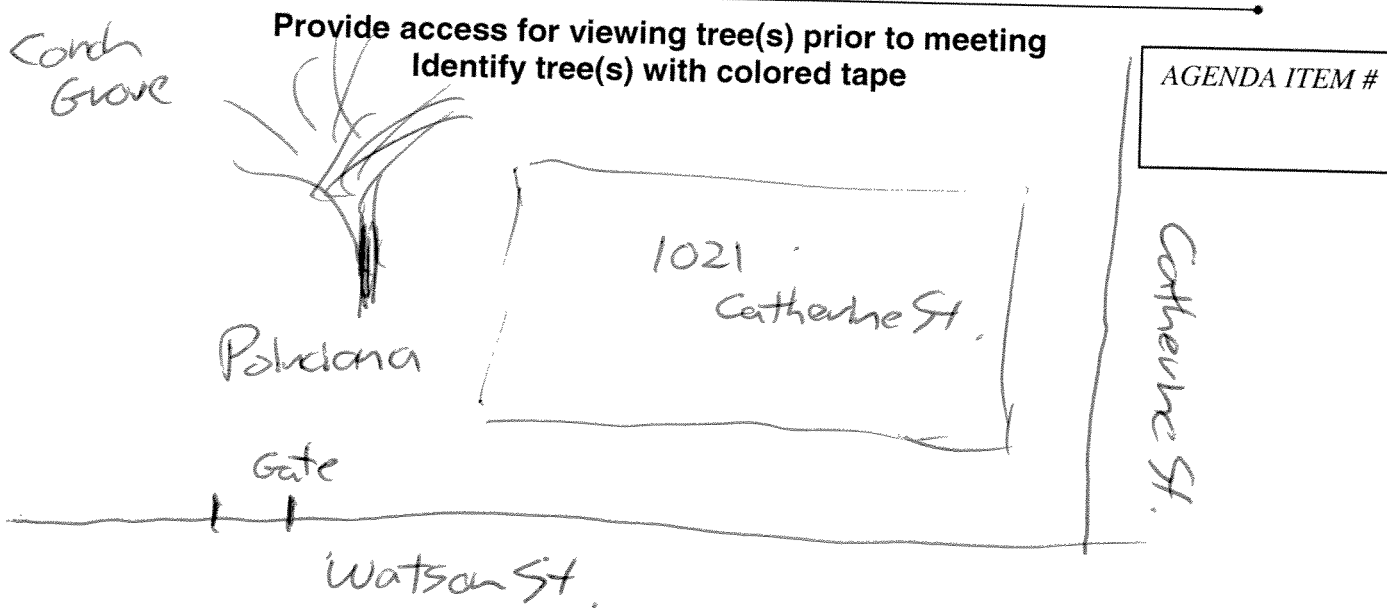 Provide access for viewing tree(s) prior to meeting
Identify tree(s) with colored tape
Conch
Grove
AGENDA ITEM #
1021
Catherine St.
Catherine St.
Gate
Watson St.